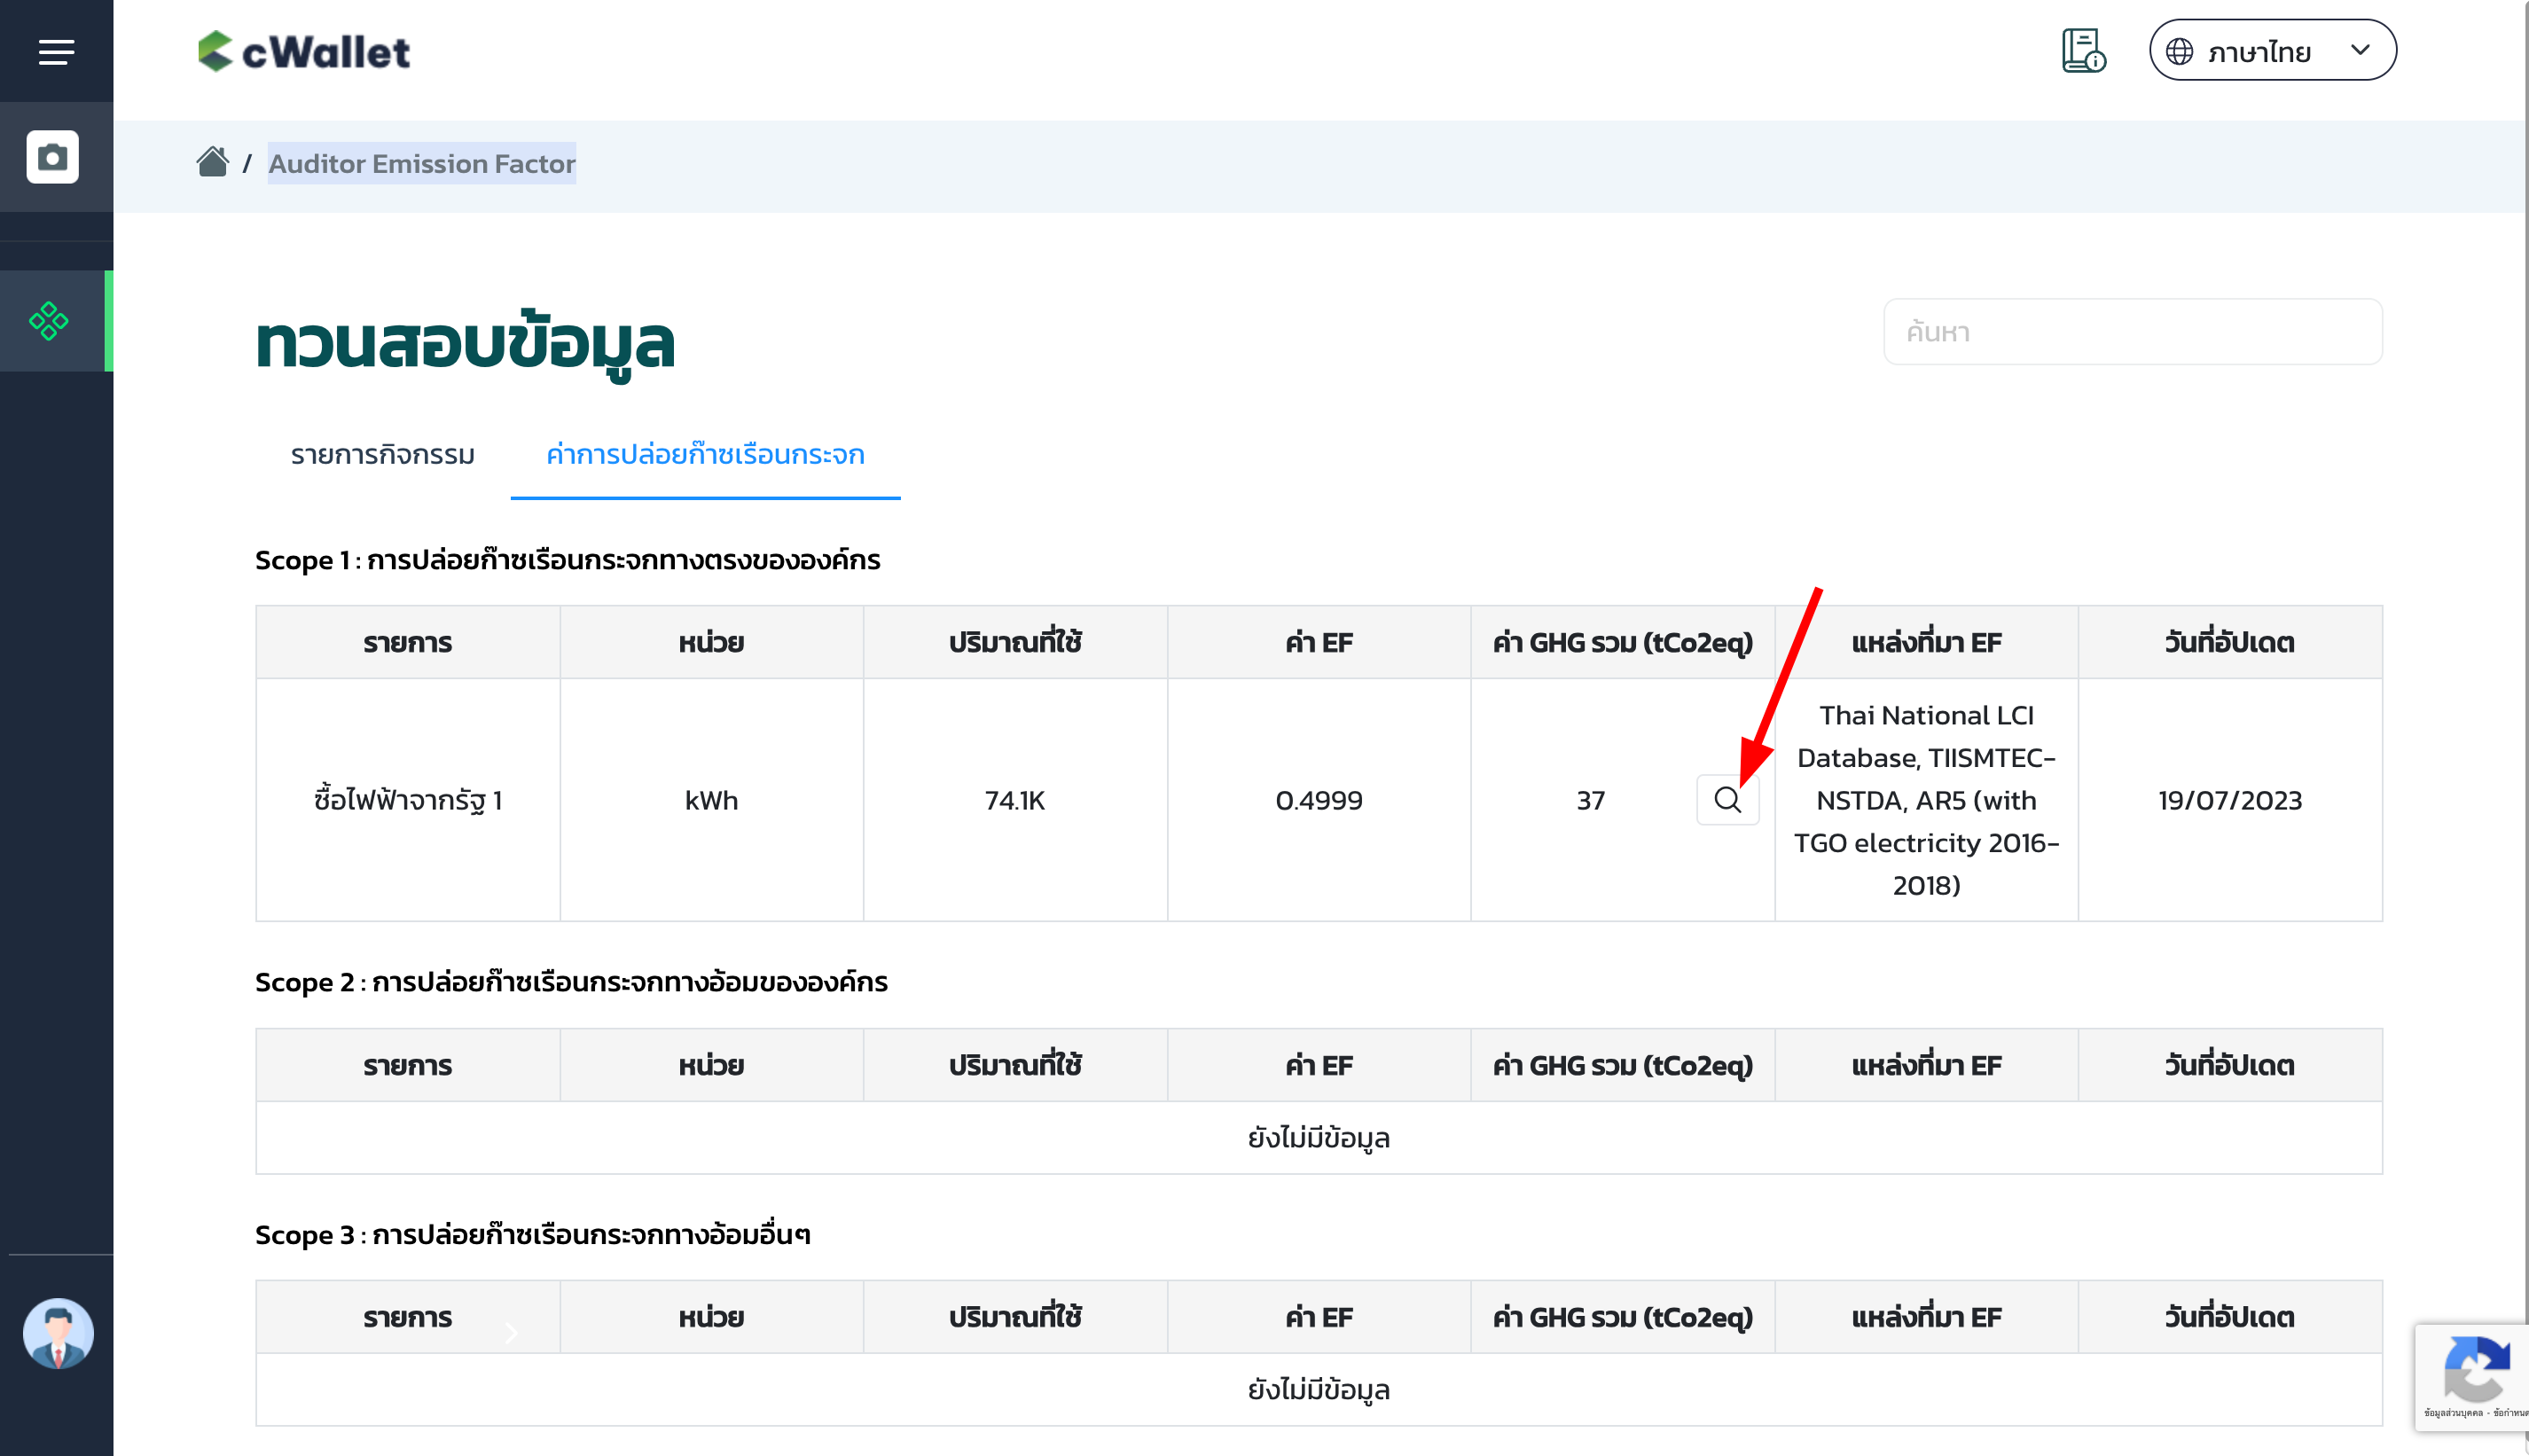 cWallet
ภาษาไทย
/ Auditor Emission Factor
ทวนสอบข้อมูล
ค้นหา
รายการกิจกรรม
ค่าการปล่อยก๊าซเรือนกระจก
Scope 1 : การปล่อยก๊าซเรือนกระจกทางตรงขององค์กร
รายการ หน่วย ปริมาณที่ใช้ ค่า EF ค่า GHG รวม (tCo2eq) แหล่งที่มา EF วันที่อัปเดต
ซื้อไฟฟ้าจากรัฐ 1 kWh 74.1K 0.4999 37
Thai National LCI
Database, TIISMTEC-
NSTDA, AR5 (with
TGO electricity 2016-
2018)
19/07/2023
Scope 2 : การปล่อยก๊าซเรือนกระจกทางอ้อมขององค์กร
รายการ หน่วย ปริมาณที่ใช้ ค่า EF ค่า GHG รวม (tCo2eq) แหล่งที่มา EF วันที่อัปเดต
ยังไม่มีข้อมูล
Scope 3 : การปล่อยก๊าซเรือนกระจกทางอ้อมอื่นๆ
รายการ หน่วย ปริมาณที่ใช้ ค่า EF ค่า GHG รวม (tCo2eq) แหล่งที่มา EF วันที่อัปเดต
ยังไม่มีข้อมูล
ข้อมูลส่วนบุคคล - ข้อกำหนด